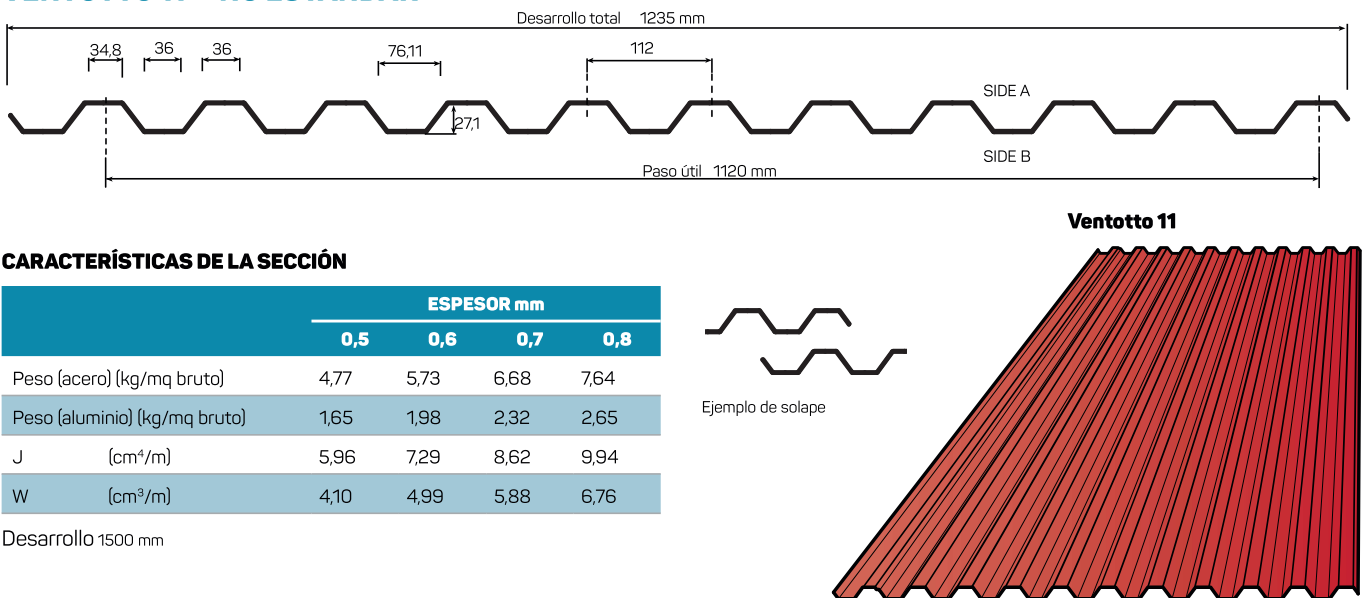 Desarrollo total 1235 mm
34,8 36 36 76,11 112
SIDE A
27,1
SIDE B
Paso útil 1120 mm
Ventotto 11
CARACTERÍSTICAS DE LA SECCIÓN
ESPESOR mm
0,5 0,6 0,7 0,8
Peso (acero) (kg/mq bruto) 4,77 5,73 6,68 7,64
Peso (aluminio) (kg/mq bruto) 1,65 1,98 2,32 2,65
J (cm⁴/m) 5,96 7,29 8,62 9,94
W (cm³/m) 4,10 4,99 5,88 6,76
Ejemplo de solape
Desarrollo 1500 mm